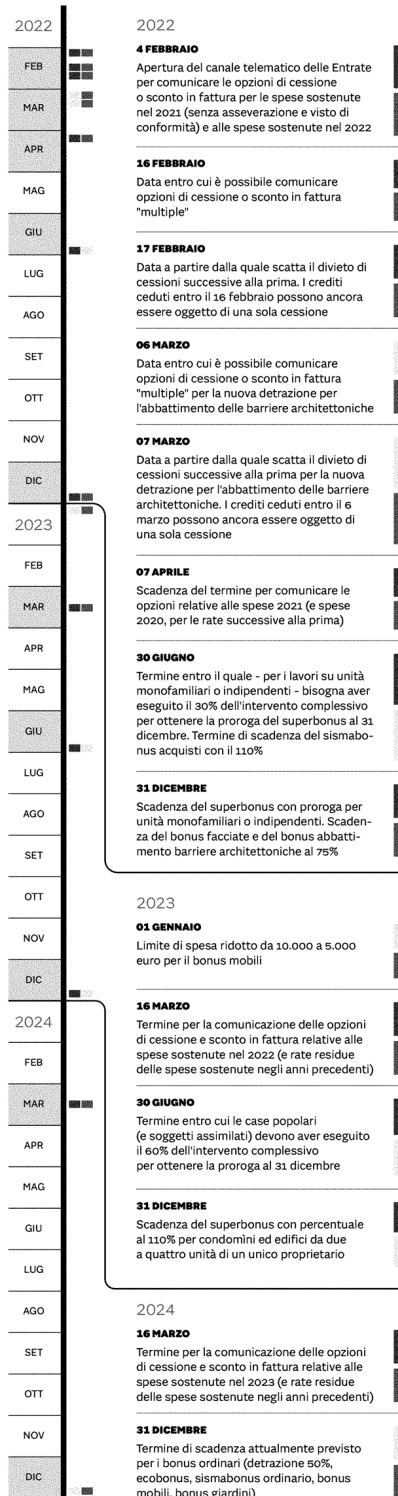 2022
FEB
MAR
APR
MAG
GIU
LUG
AGO
SET
OTT
NOV
DIC
2023
FEB
MAR
APR
MAG
GIU
LUG
AGO
SET
OTT
NOV
DIC
2024
FEB
MAR
APR
MAG
GIU
LUG
AGO
SET
OTT
NOV
DIC
2022
4 FEBBRAIO
Apertura del canale telematico delle Entrate
per comunicare le opzioni di cessione
o sconto in fattura per le spese sostenute
nel 2021 (senza asseverazione e visto di
conformità) e alle spese sostenute nel 2022
16 FEBBRAIO
Data entro cui è possibile comunicare
opzioni di cessione o sconto in fattura
"multiple"
17 FEBBRAIO
Data a partire dalla quale scatta il divieto di
cessioni successive alla prima. I crediti
ceduti entro il 16 febbraio possono ancora
essere oggetto di una sola cessione
06 MARZO
Data entro cui è possibile comunicare
opzioni di cessione o sconto in fattura
"multiple" per la nuova detrazione per
l'abbattimento delle barriere architettoniche
07 MARZO
Data a partire dalla quale scatta il divieto di
cessioni successive alla prima per la nuova
detrazione per l'abbattimento delle barriere
architettoniche. I crediti ceduti entro il 6
marzo possono ancora essere oggetto di
una sola cessione
07 APRILE
Scadenza del termine per comunicare le
opzioni relative alle spese 2021 (e spese
2020, per le rate successive alla prima)
30 GIUGNO
Termine entro il quale - per i lavori su unità
monofamiliari o indipendenti - bisogna aver
eseguito il 30% dell'intervento complessivo
per ottenere la proroga del superbonus al 31
dicembre. Termine di scadenza del sismabo-
nus acquisti con il 110%
31 DICEMBRE
Scadenza del superbonus con proroga per
unità monofamiliari o indipendenti. Scaden-
za del bonus facciate e del bonus abbatti-
mento barriere architettoniche al 75%
2023
01 GENNAIO
Limite di spesa ridotto da 10.000 a 5.000
euro per il bonus mobili
16 MARZO
Termine per la comunicazione delle opzioni
di cessione e sconto in fattura relative alle
spese sostenute nel 2022 (e rate residue
delle spese sostenute negli anni precedenti)
30 GIUGNO
Termine entro cui le case popolari
(e soggetti assimilati) devono aver eseguito
il 60% dell'intervento complessivo
per ottenere la proroga al 31 dicembre
31 DICEMBRE
Scadenza del superbonus con percentuale
al 110% per condomìni ed edifici da due
a quattro unità di un unico proprietario
2024
16 MARZO
Termine per la comunicazione delle opzioni
di cessione e sconto in fattura relative alle
spese sostenute nel 2023 (e rate residue
delle spese sostenute negli anni precedenti)
31 DICEMBRE
Termine di scadenza attualmente previsto
per i bonus ordinari (detrazione 50%,
ecobonus, sismabonus ordinario, bonus
mobili, bonus giardini)